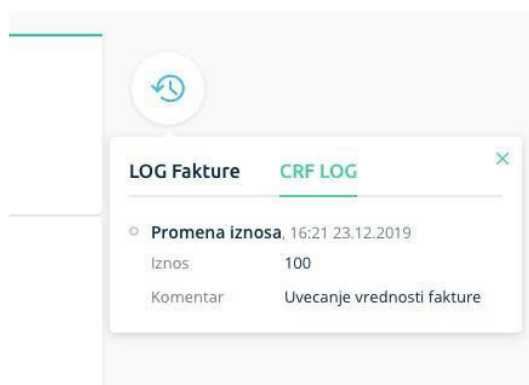 LOG Fakture CRF LOG
Promena iznosa, 16:21 23.12.2019
Iznos 100
Komentar Uvecanje vrednosti fakture